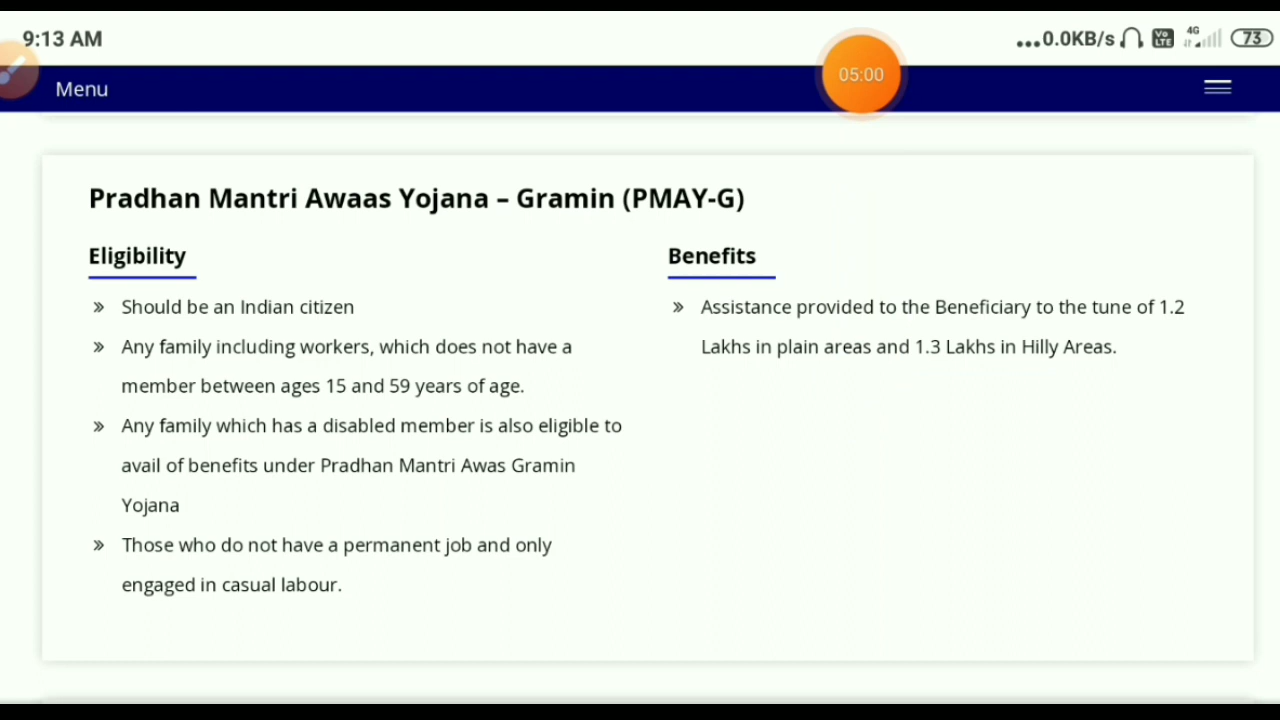 9:13 AM
...0.0KB/s Vo LTE 4G 73
05:00
Menu
Pradhan Mantri Awaas Yojana – Gramin (PMAY-G)
Eligibility
» Should be an Indian citizen
» Any family including workers, which does not have a
member between ages 15 and 59 years of age.
» Any family which has a disabled member is also eligible to
avail of benefits under Pradhan Mantri Awas Gramin
Yojana
» Those who do not have a permanent job and only
engaged in casual labour.
Benefits
» Assistance provided to the Beneficiary to the tune of 1.2
Lakhs in plain areas and 1.3 Lakhs in Hilly Areas.